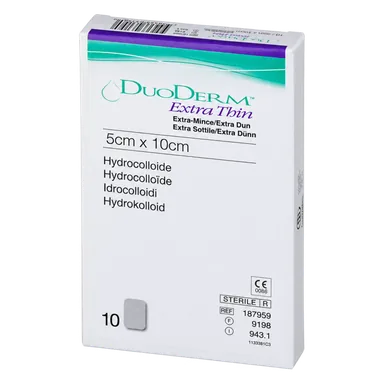 DUODERM™
Extra Thin
Extra-Mince/Extra Dun
Extra Sottile/Extra Dünn
5cm x 10cm
Hydrocolloide
Hydrocolloïde
Idrocolloidi
Hydrokolloid
CE
0086
STERILE R
REF 187959
F 9198
I 943.1
10